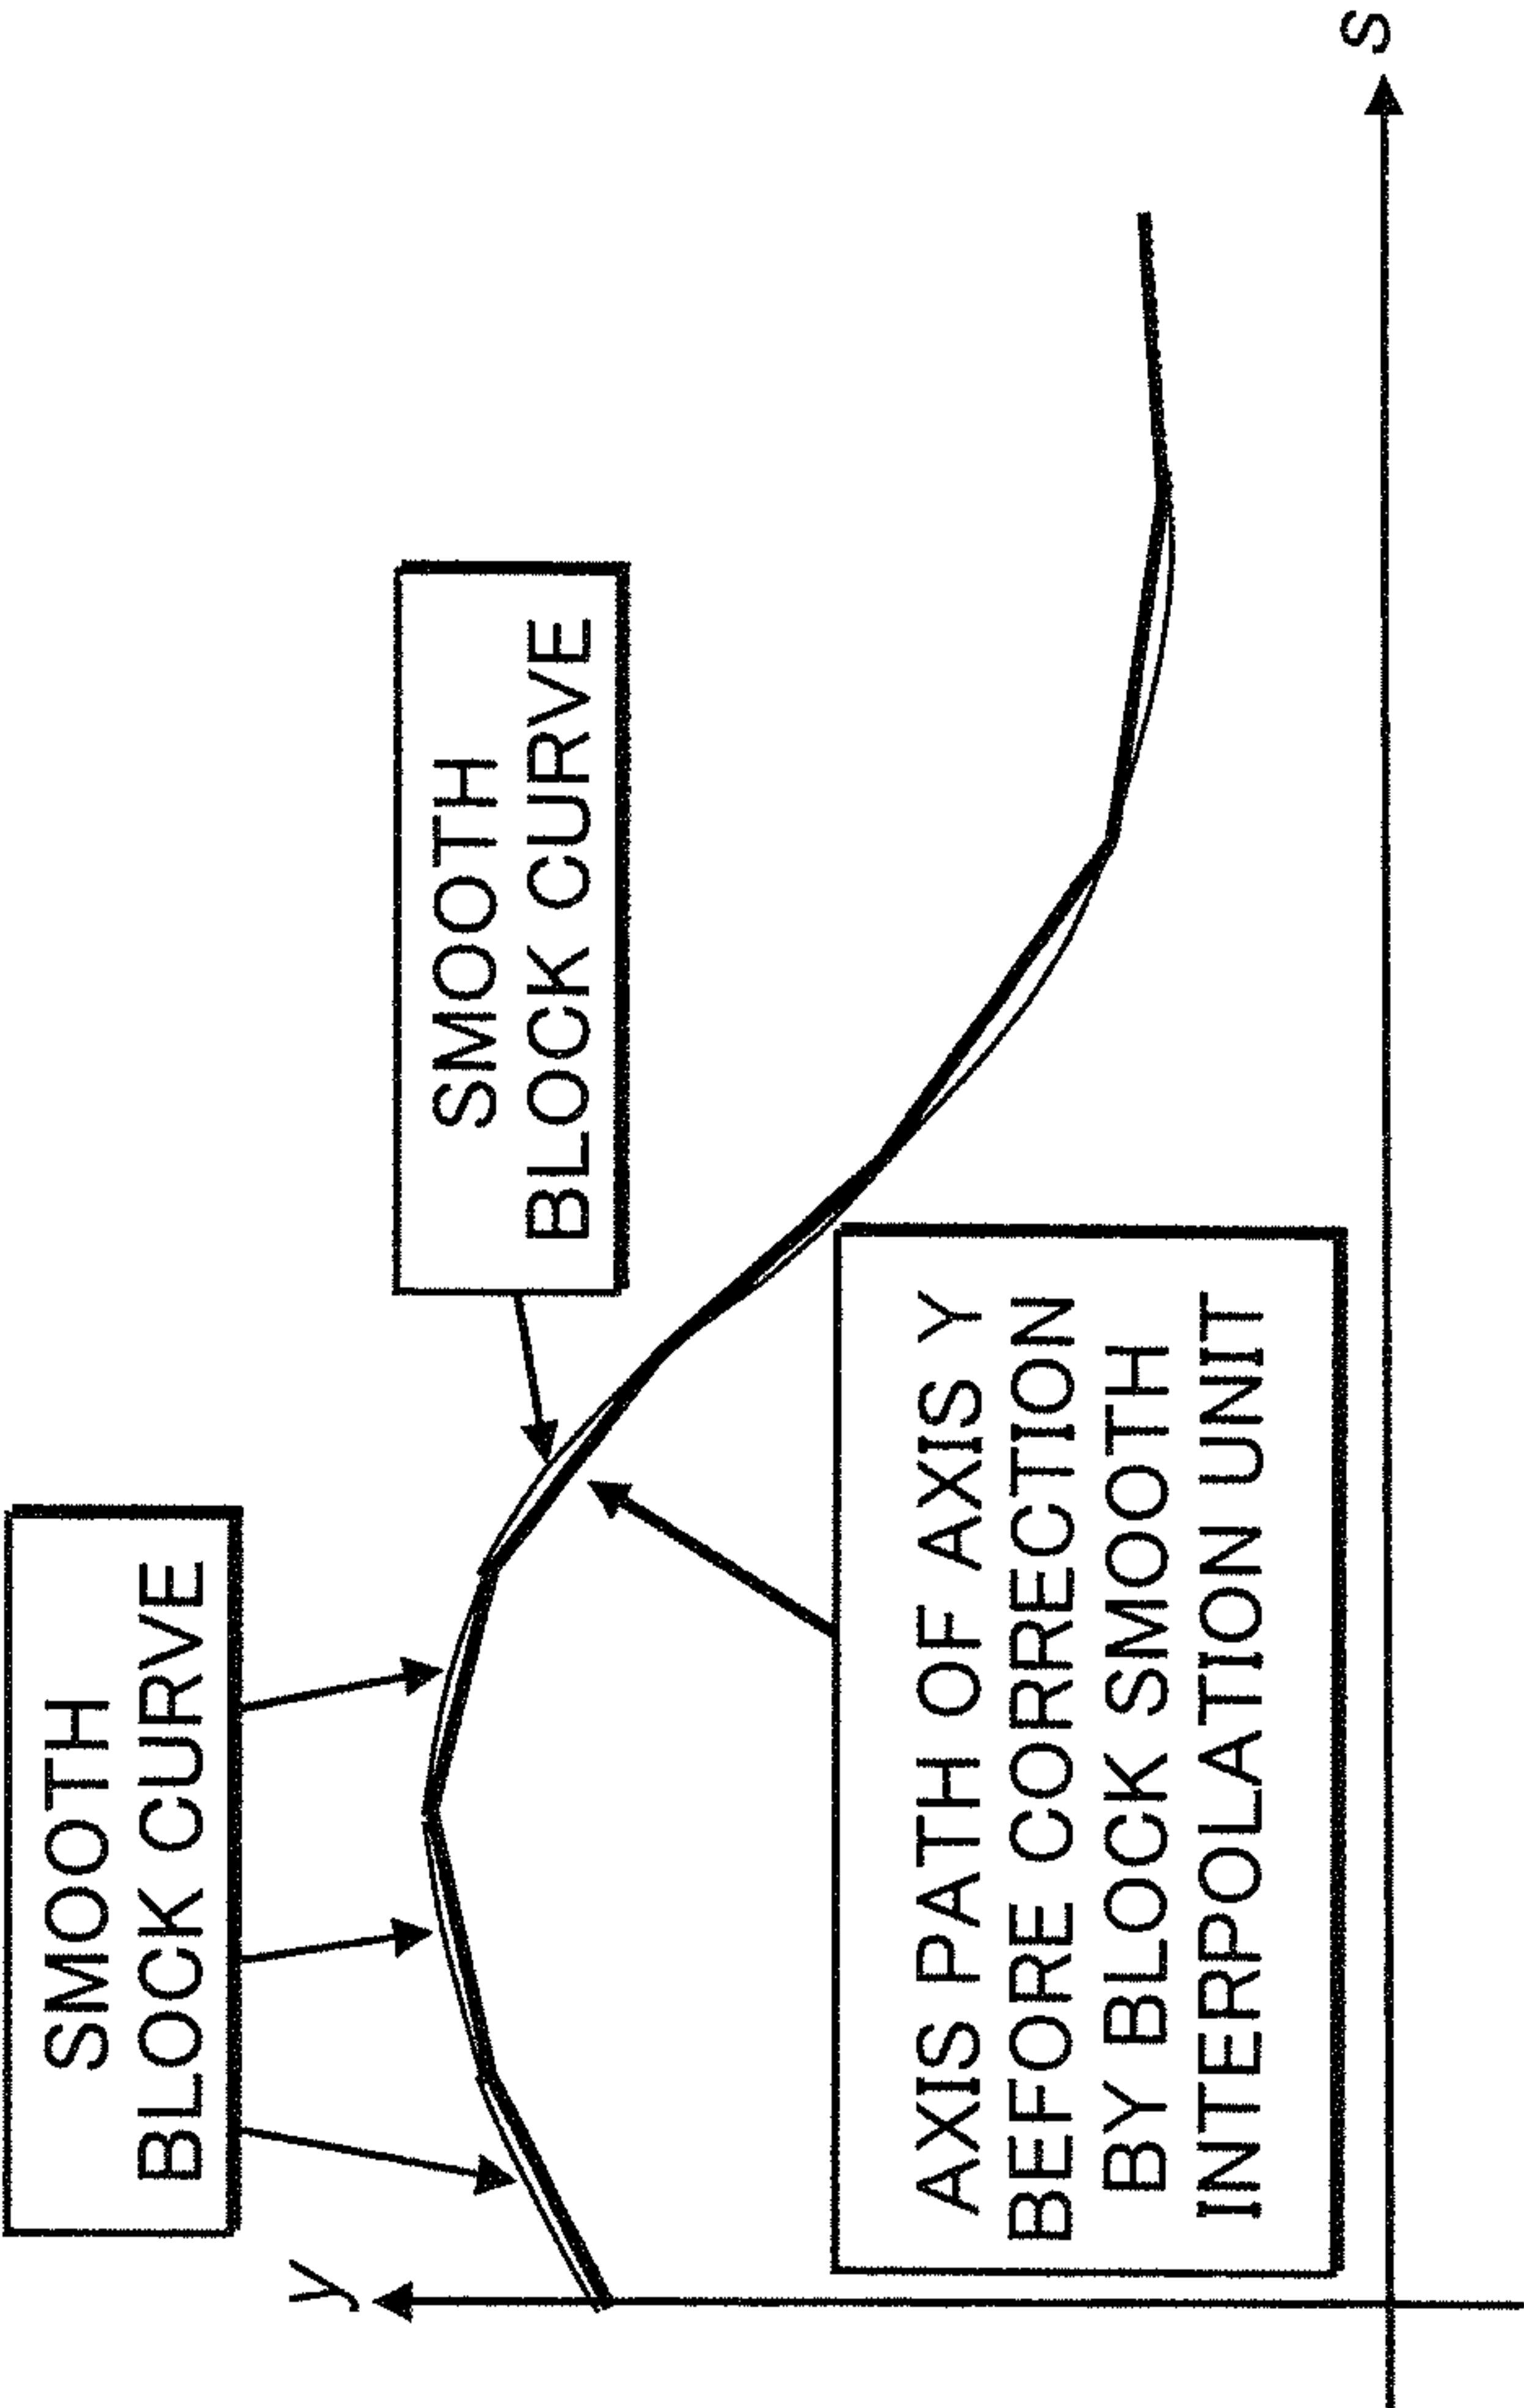 y
SMOOTH
BLOCK CURVE
SMOOTH
BLOCK CURVE
AXIS PATH OF AXIS Y
BEFORE CORRECTION
BY BLOCK SMOOTH
INTERPOLATION UNIT
S